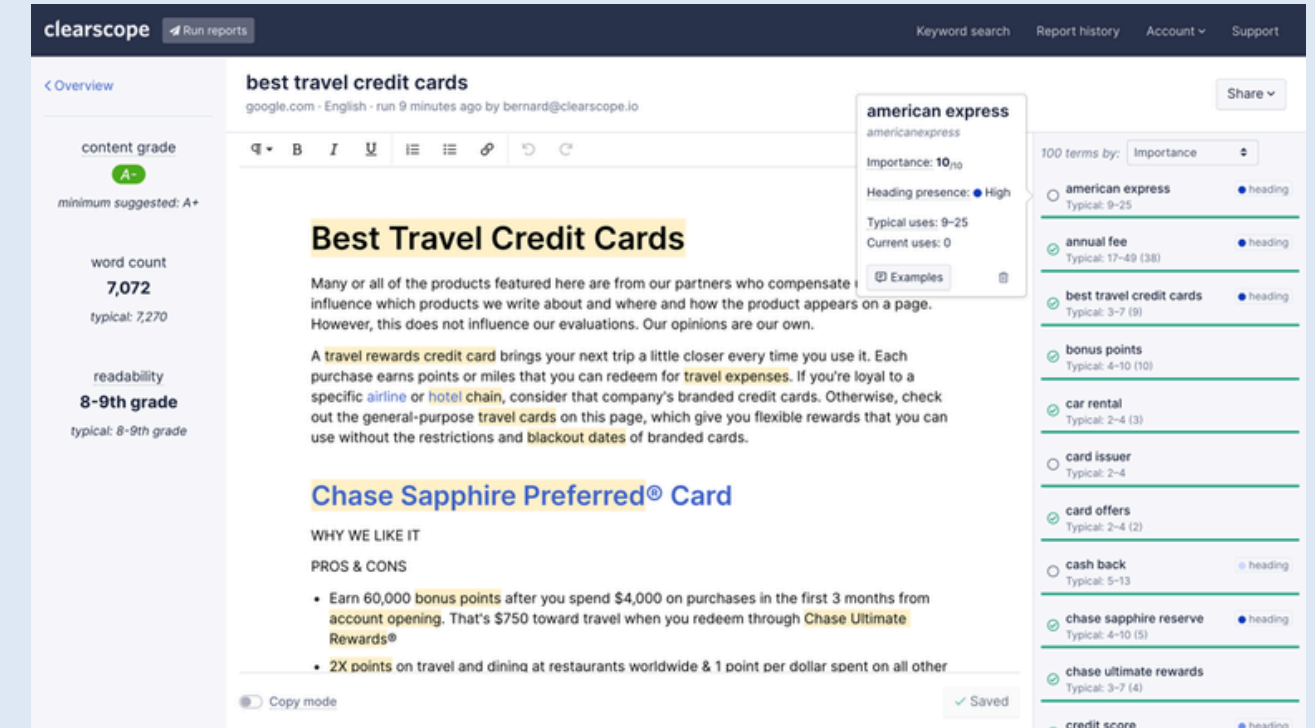 clearscope
Run reports
Keyword search
Report history
Account
Support
Overview
best travel credit cards
google.com · English · run 9 minutes ago by bernard@clearscope.io
Share
content grade
A-
minimum suggested: A+
word count
7,072
typical: 7,270
readability
8-9th grade
typical: 8-9th grade
B I U
Best Travel Credit Cards
Many or all of the products featured here are from our partners who compensate
influence which products we write about and where and how the product appears on a page.
However, this does not influence our evaluations. Our opinions are our own.
A travel rewards credit card brings your next trip a little closer every time you use it. Each
purchase earns points or miles that you can redeem for travel expenses. If you're loyal to a
specific airline or hotel chain, consider that company's branded credit cards. Otherwise, check
out the general-purpose travel cards on this page, which give you flexible rewards that you can
use without the restrictions and blackout dates of branded cards.
Chase Sapphire Preferred® Card
WHY WE LIKE IT
PROS & CONS
• Earn 60,000 bonus points after you spend $4,000 on purchases in the first 3 months from
account opening. That's $750 toward travel when you redeem through Chase Ultimate
Rewards®
• 2X points on travel and dining at restaurants worldwide & 1 point per dollar spent on all other
Copy mode
Saved
american express
americanexpress
Importance: 10/10
Heading presence: High
Typical uses: 9–25
Current uses: 0
Examples
100 terms by: Importance
american express
heading
Typical: 9–25
annual fee
heading
Typical: 17–49 (38)
best travel credit cards
heading
Typical: 3–7 (9)
bonus points
Typical: 4–10 (10)
car rental
Typical: 2–4 (3)
card issuer
Typical: 2–4
card offers
Typical: 2–4 (2)
cash back
heading
Typical: 5–13
chase sapphire reserve
heading
Typical: 4–10 (5)
chase ultimate rewards
Typical: 3–7 (4)
credit score
heading